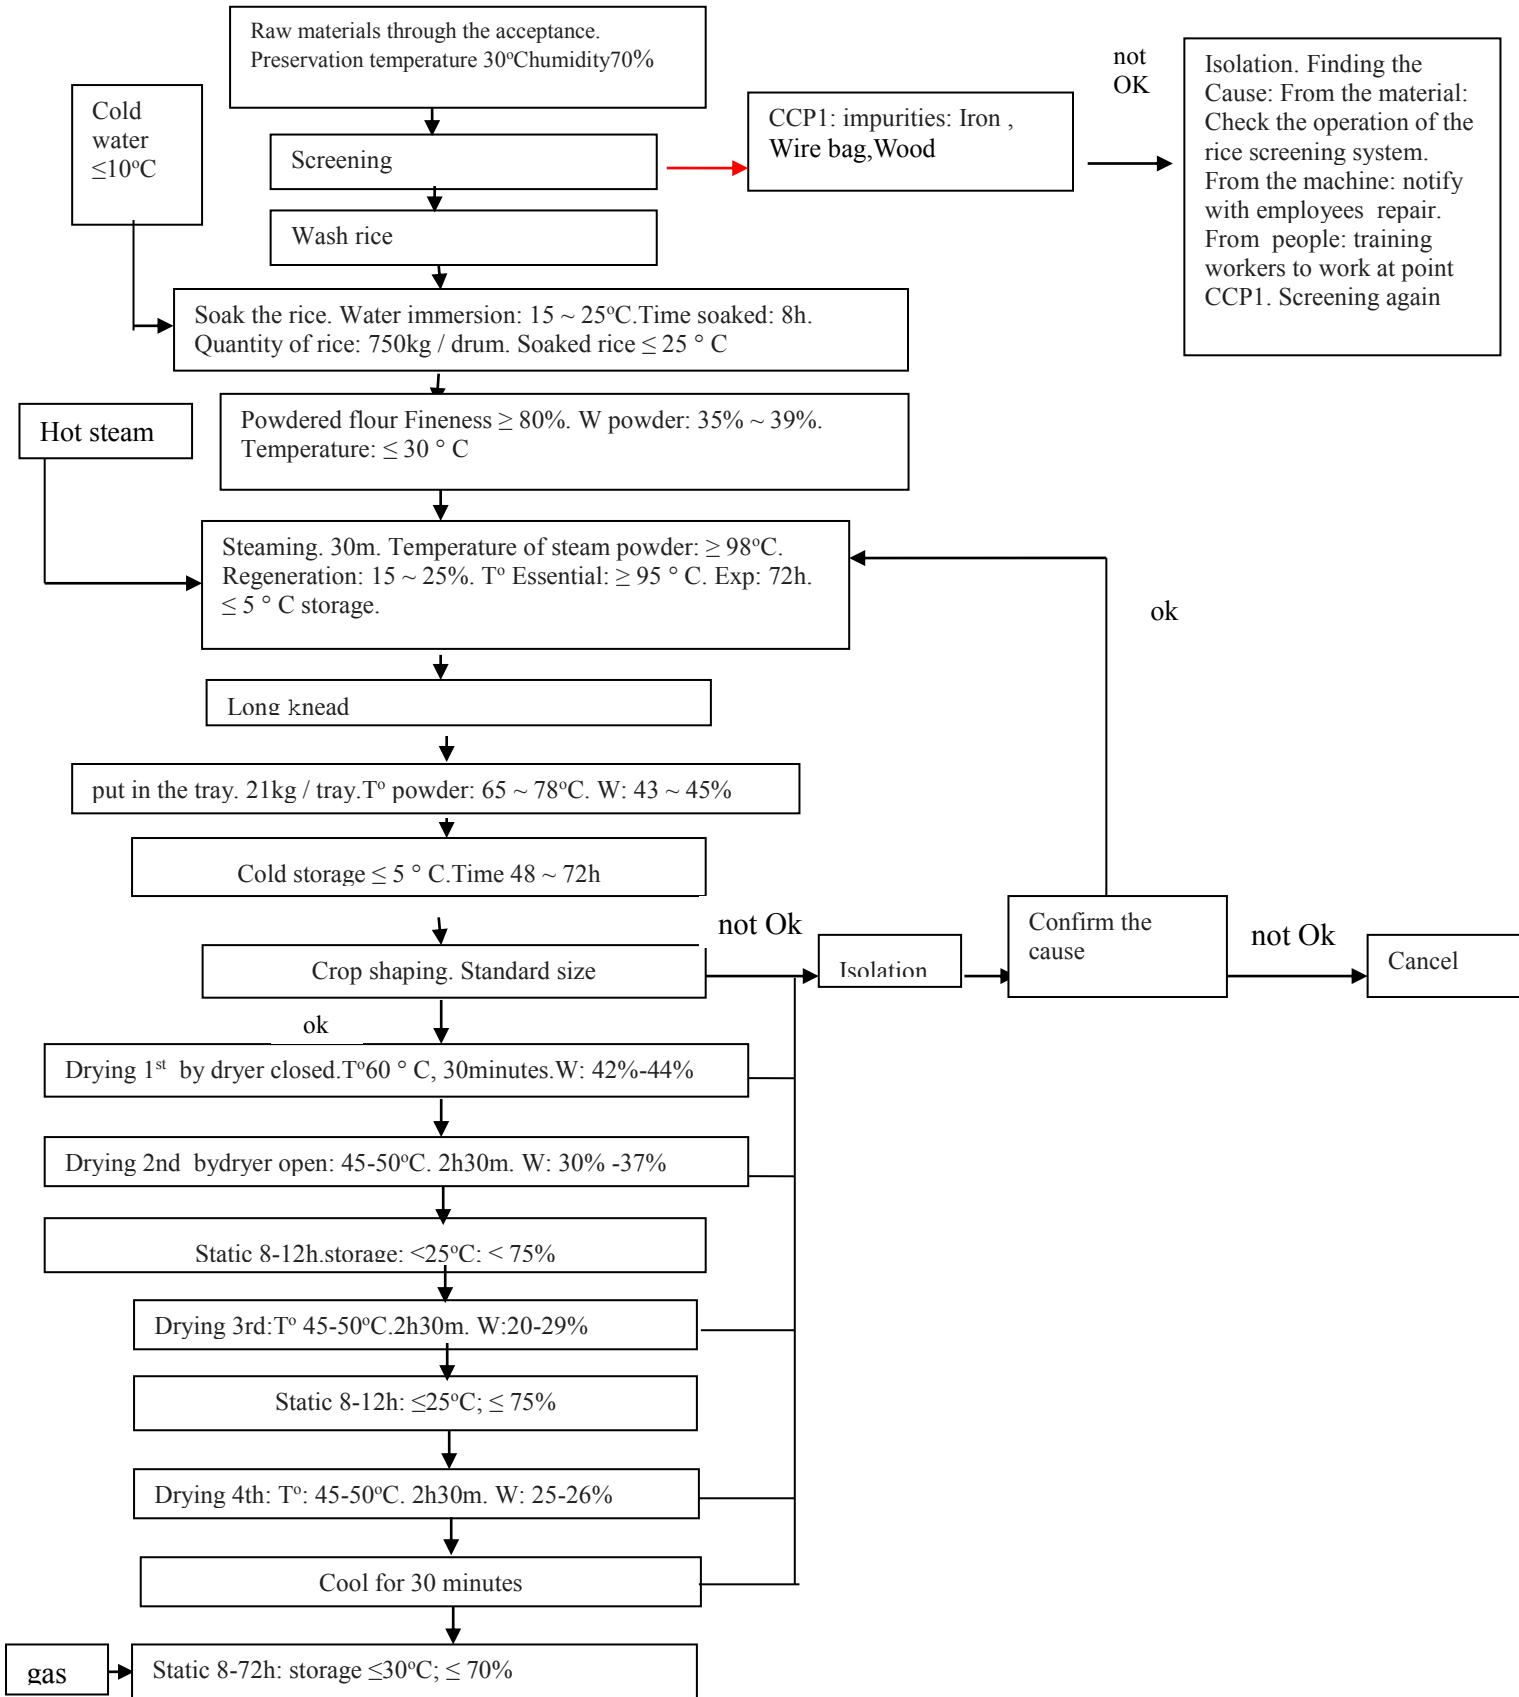 Raw materials through the acceptance.
Preservation temperature 30ºChumidity70%
Cold
water
≤10ºC
Screening
CCP1: impurities: Iron ,
Wire bag,Wood
not
OK
Isolation. Finding the
Cause: From the material:
Check the operation of the
rice screening system.
From the machine: notify
with employees repair.
From people: training
workers to work at point
CCP1. Screening again
Wash rice
Soak the rice. Water immersion: 15 ~ 25ºC.Time soaked: 8h.
Quantity of rice: 750kg / drum. Soaked rice ≤ 25 ° C
Hot steam
Powdered flour Fineness ≥ 80%. W powder: 35% ~ 39%.
Temperature: ≤ 30 ° C
Steaming. 30m. Temperature of steam powder: ≥ 98ºC.
Regeneration: 15 ~ 25%. Tº Essential: ≥ 95 ° C. Exp: 72h.
≤ 5 ° C storage.
ok
Long knead
put in the tray. 21kg / tray.Tº powder: 65 ~ 78ºC. W: 43 ~ 45%
Cold storage ≤ 5 ° C.Time 48 ~ 72h
Crop shaping. Standard size
not Ok
Isolation
Confirm the
cause
not Ok
Cancel
ok
Drying 1st by dryer closed.Tº60 ° C, 30minutes.W: 42%-44%
Drying 2nd bydryer open: 45-50ºC. 2h30m. W: 30% -37%
Static 8-12h.storage: <25ºC; < 75%
Drying 3rd:Tº 45-50ºC.2h30m. W:20-29%
Static 8-12h: ≤25ºC; ≤ 75%
Drying 4th: Tº: 45-50ºC. 2h30m. W: 25-26%
Cool for 30 minutes
gas
Static 8-72h: storage ≤30ºC; ≤ 70%